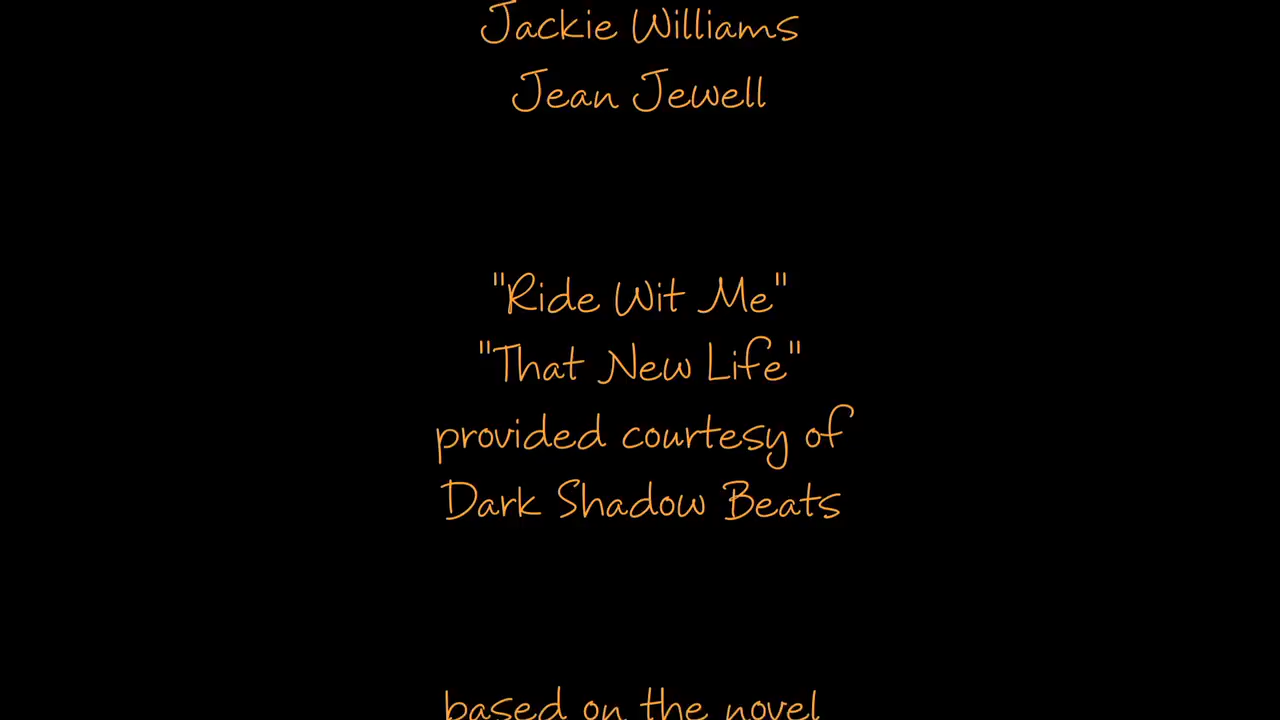 Jackie Williams
Jean Jewell
"Ride Wit Me"
"That New Life"
provided courtesy of
Dark Shadow Beats
based on the novel